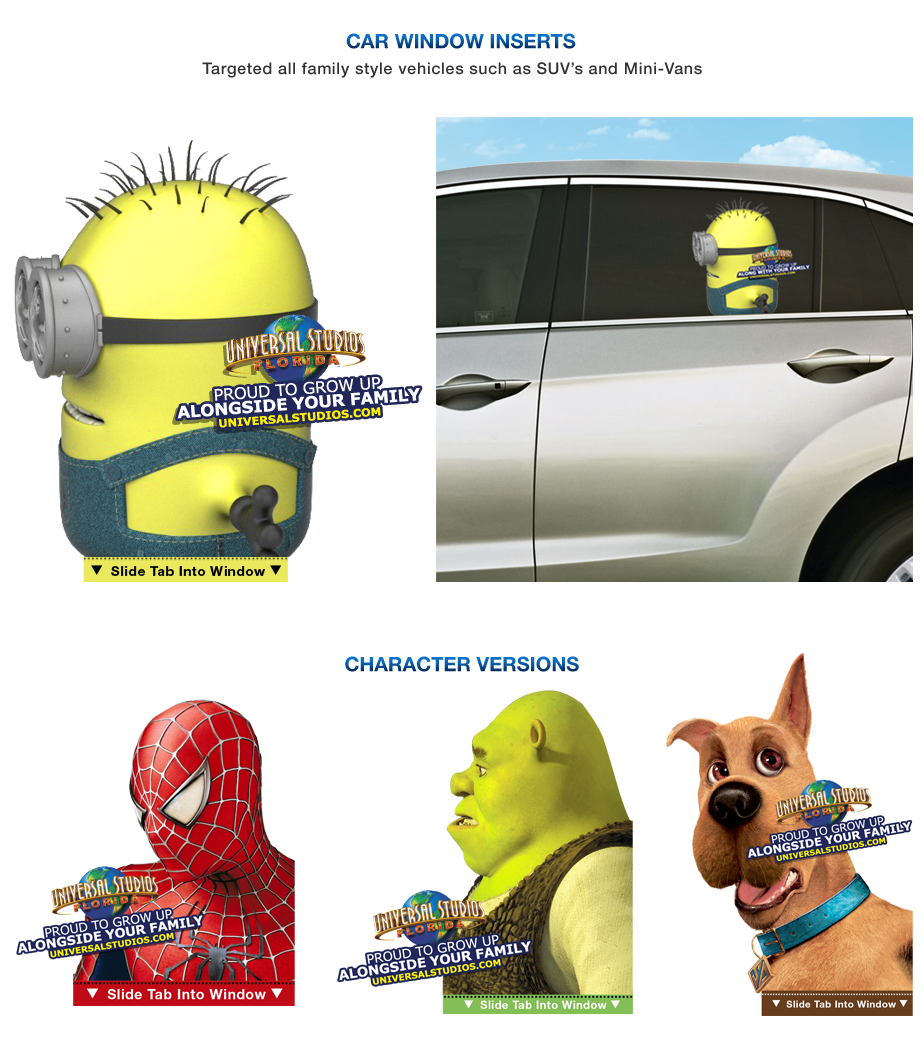 CAR WINDOW INSERTS
Targeted all family style vehicles such as SUV's and Mini-Vans
UNIVERSAL STUDIOS
FLORIDA
PROUD TO GROW UP
ALONGSIDE YOUR FAMILY
UNIVERSALSTUDIOS.COM
▼ Slide Tab Into Window ▼
UNIVERSAL STUDIOS
FLORIDA
PROUD TO GROW UP
ALONG WITH YOUR FAMILY
UNIVERSALSTUDIOS.COM
CHARACTER VERSIONS
UNIVERSAL STUDIOS
FLORIDA
PROUD TO GROW UP
ALONGSIDE YOUR FAMILY
UNIVERSALSTUDIOS.COM
▼ Slide Tab Into Window ▼
UNIVERSAL STUDIOS
FLORIDA
PROUD TO GROW UP
ALONGSIDE YOUR FAMILY
UNIVERSALSTUDIOS.COM
▼ Slide Tab Into Window ▼
UNIVERSAL STUDIOS
FLORIDA
PROUD TO GROW UP
ALONGSIDE YOUR FAMILY
UNIVERSALSTUDIOS.COM
▼ Slide Tab Into Window ▼